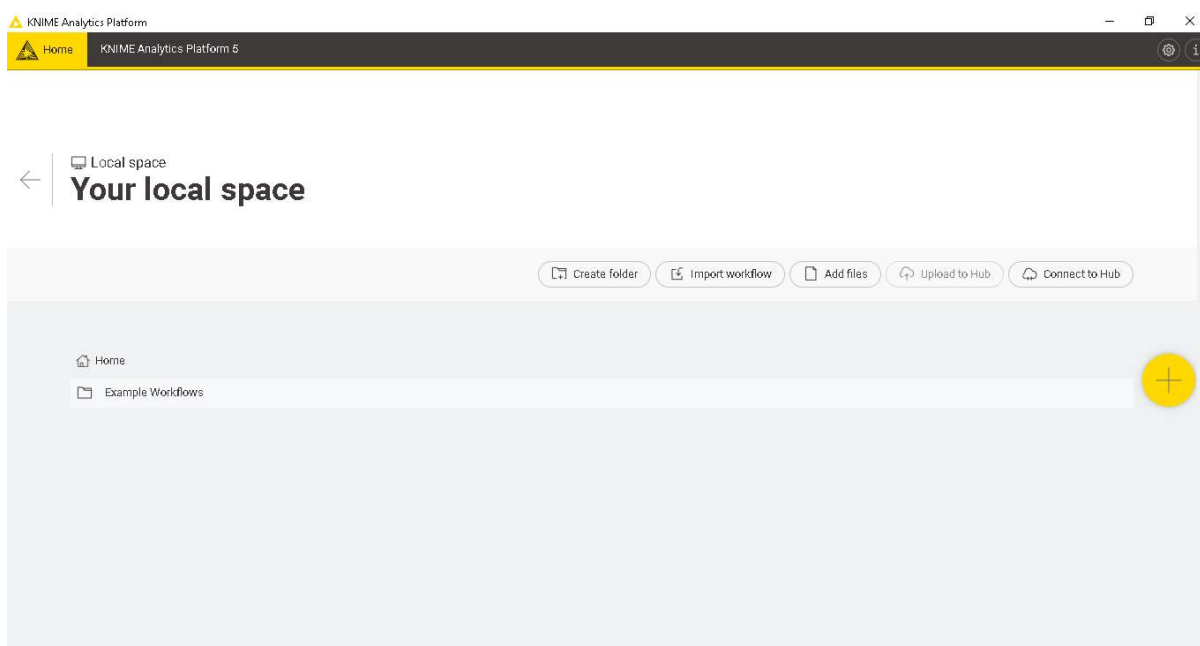 KNIME Analytics Platform
Home KNIME Analytics Platform 5
Local space
Your local space
Create folder Import workflow Add files Upload to Hub Connect to Hub
Home
Example Workflows